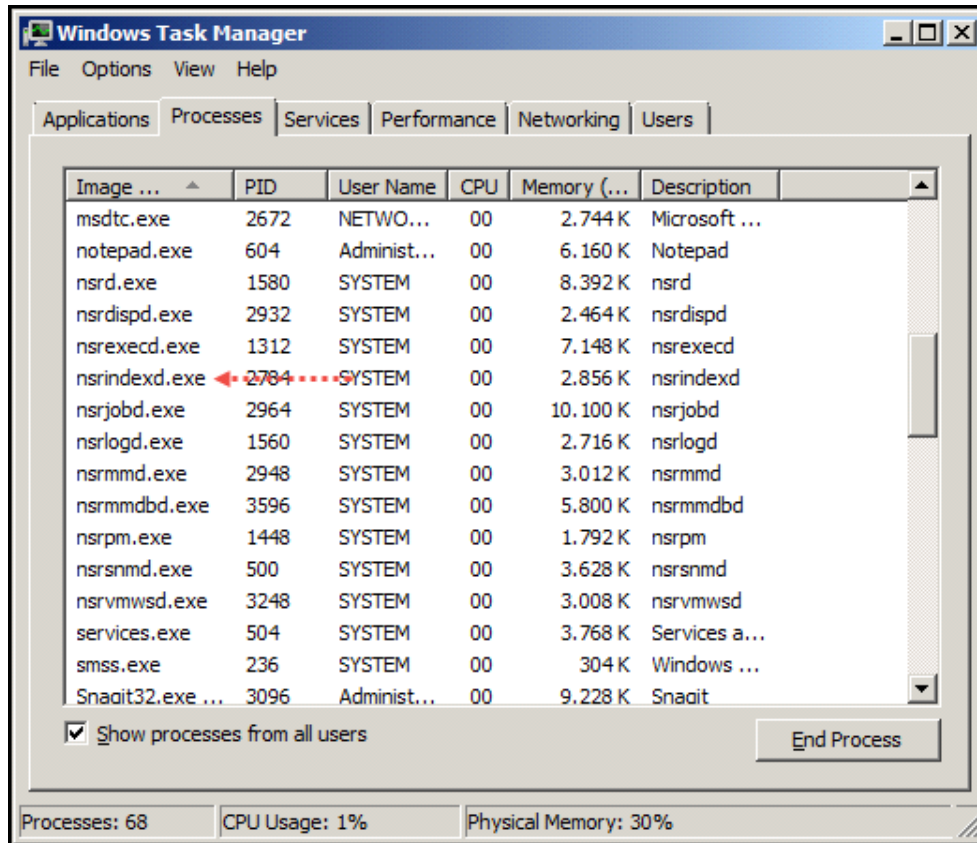 Windows Task Manager
File Options View Help
Applications Processes Services Performance Networking Users
Image ... PID User Name CPU Memory (... Description
msdtc.exe 2672 NETWO... 00 2.744 K Microsoft ...
notepad.exe 604 Administ... 00 6.160 K Notepad
nsrd.exe 1580 SYSTEM 00 8.392 K nsrd
nsrdispd.exe 2932 SYSTEM 00 2.464 K nsrdispd
nsrexecd.exe 1312 SYSTEM 00 7.148 K nsrexecd
nsrindexd.exe 2784 SYSTEM 00 2.856 K nsrindexd
nsrjobd.exe 2964 SYSTEM 00 10.100 K nsrjobd
nsrlogd.exe 1560 SYSTEM 00 2.716 K nsrlogd
nsrmmd.exe 2948 SYSTEM 00 3.012 K nsrmmd
nsrmmdbd.exe 3596 SYSTEM 00 5.800 K nsrmmdbd
nsrpm.exe 1448 SYSTEM 00 1.792 K nsrpm
nsrsnmd.exe 500 SYSTEM 00 3.628 K nsrsnmd
nsrvmwsd.exe 3248 SYSTEM 00 3.008 K nsrvmwsd
services.exe 504 SYSTEM 00 3.768 K Services a...
smss.exe 236 SYSTEM 00 304 K Windows ...
Snagit32.exe ... 3096 Administ... 00 9.228 K Snagit
Show processes from all users
End Process
Processes: 68 CPU Usage: 1% Physical Memory: 30%